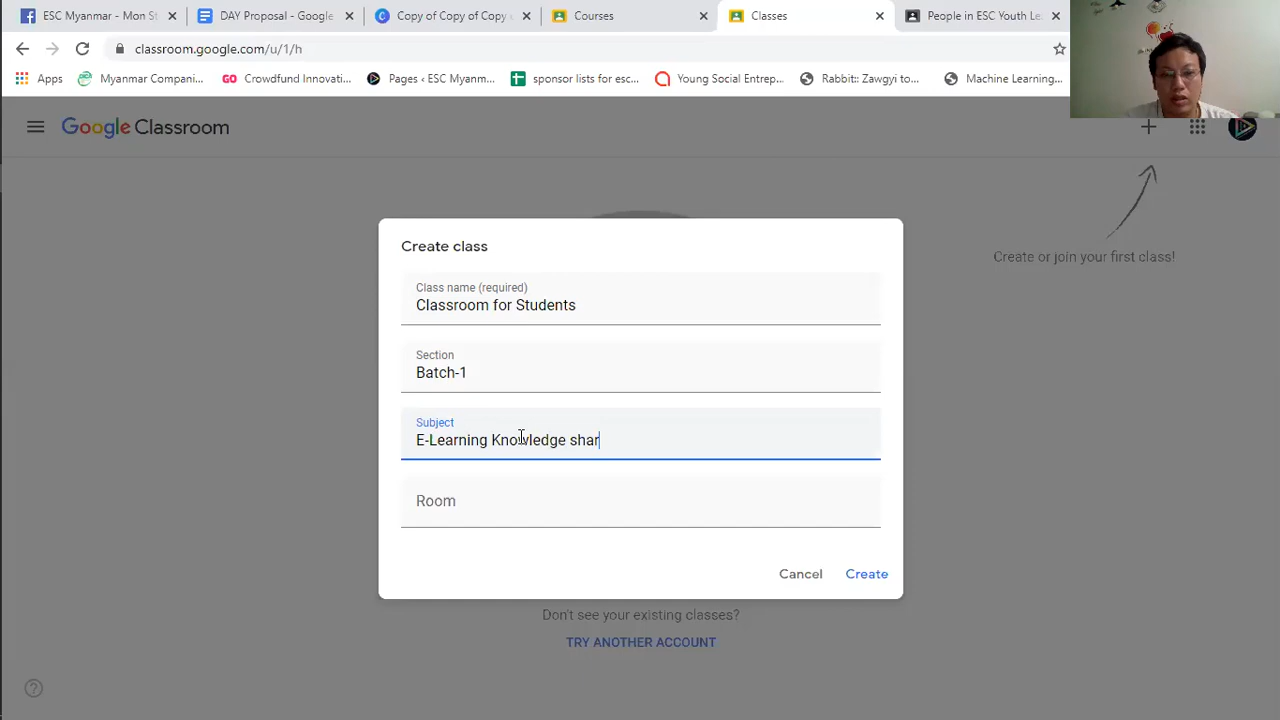 ESC Myanmar - Mon St
DAY Proposal - Google
Copy of Copy of Copy
Courses
Classes
People in ESC Youth Le
classroom.google.com/u/1/h
Apps
Myanmar Compani...
GO
Crowdfund Innovati...
Pages ‹ ESC Myanm...
sponsor lists for esc...
Young Social Entrep...
Rabbit:: Zawgyi to...
Machine Learning...
Google Classroom
Create or join your first class!
Create class
Class name (required)
Classroom for Students
Section
Batch-1
Subject
E-Learning Knowledge shar
Room
Cancel
Create
Don't see your existing classes?
TRY ANOTHER ACCOUNT